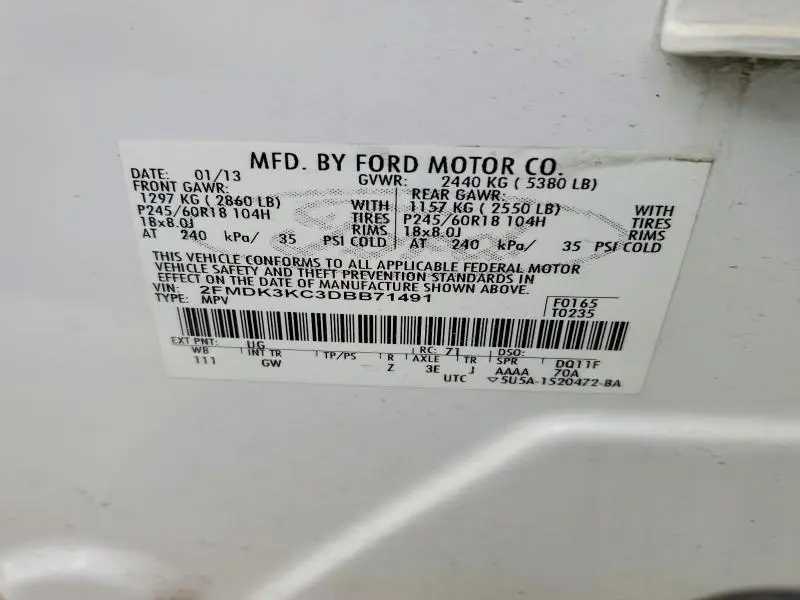 MFD. BY FORD MOTOR CO.
DATE: 01/13 GVWR: 2440 KG ( 5380 LB)
FRONT GAWR: REAR GAWR:
1297 KG ( 2860 LB) WITH 1157 KG ( 2550 LB) WITH
P245/60R18 104H TIRES P245/60R18 104H TIRES
18x8.0J RIMS 18x8.0J RIMS
AT 240 kPa/ 35 PSI COLD AT 240 kPa/ 35 PSI COLD
THIS VEHICLE CONFORMS TO ALL APPLICABLE FEDERAL MOTOR
VEHICLE SAFETY AND THEFT PREVENTION STANDARDS IN
EFFECT ON THE DATE OF MANUFACTURE SHOWN ABOVE.
VIN: 2FMDK3KC3DBB71491 F0165
TYPE: MPV T0235
EXT PNT: UG RC: 71 DSO:
WB INT TR TP/PS R AXLE TR SPR DQ11F
111 GW Z 3E J AAAA 70A
UTC ▽5U5A-1520472-BA